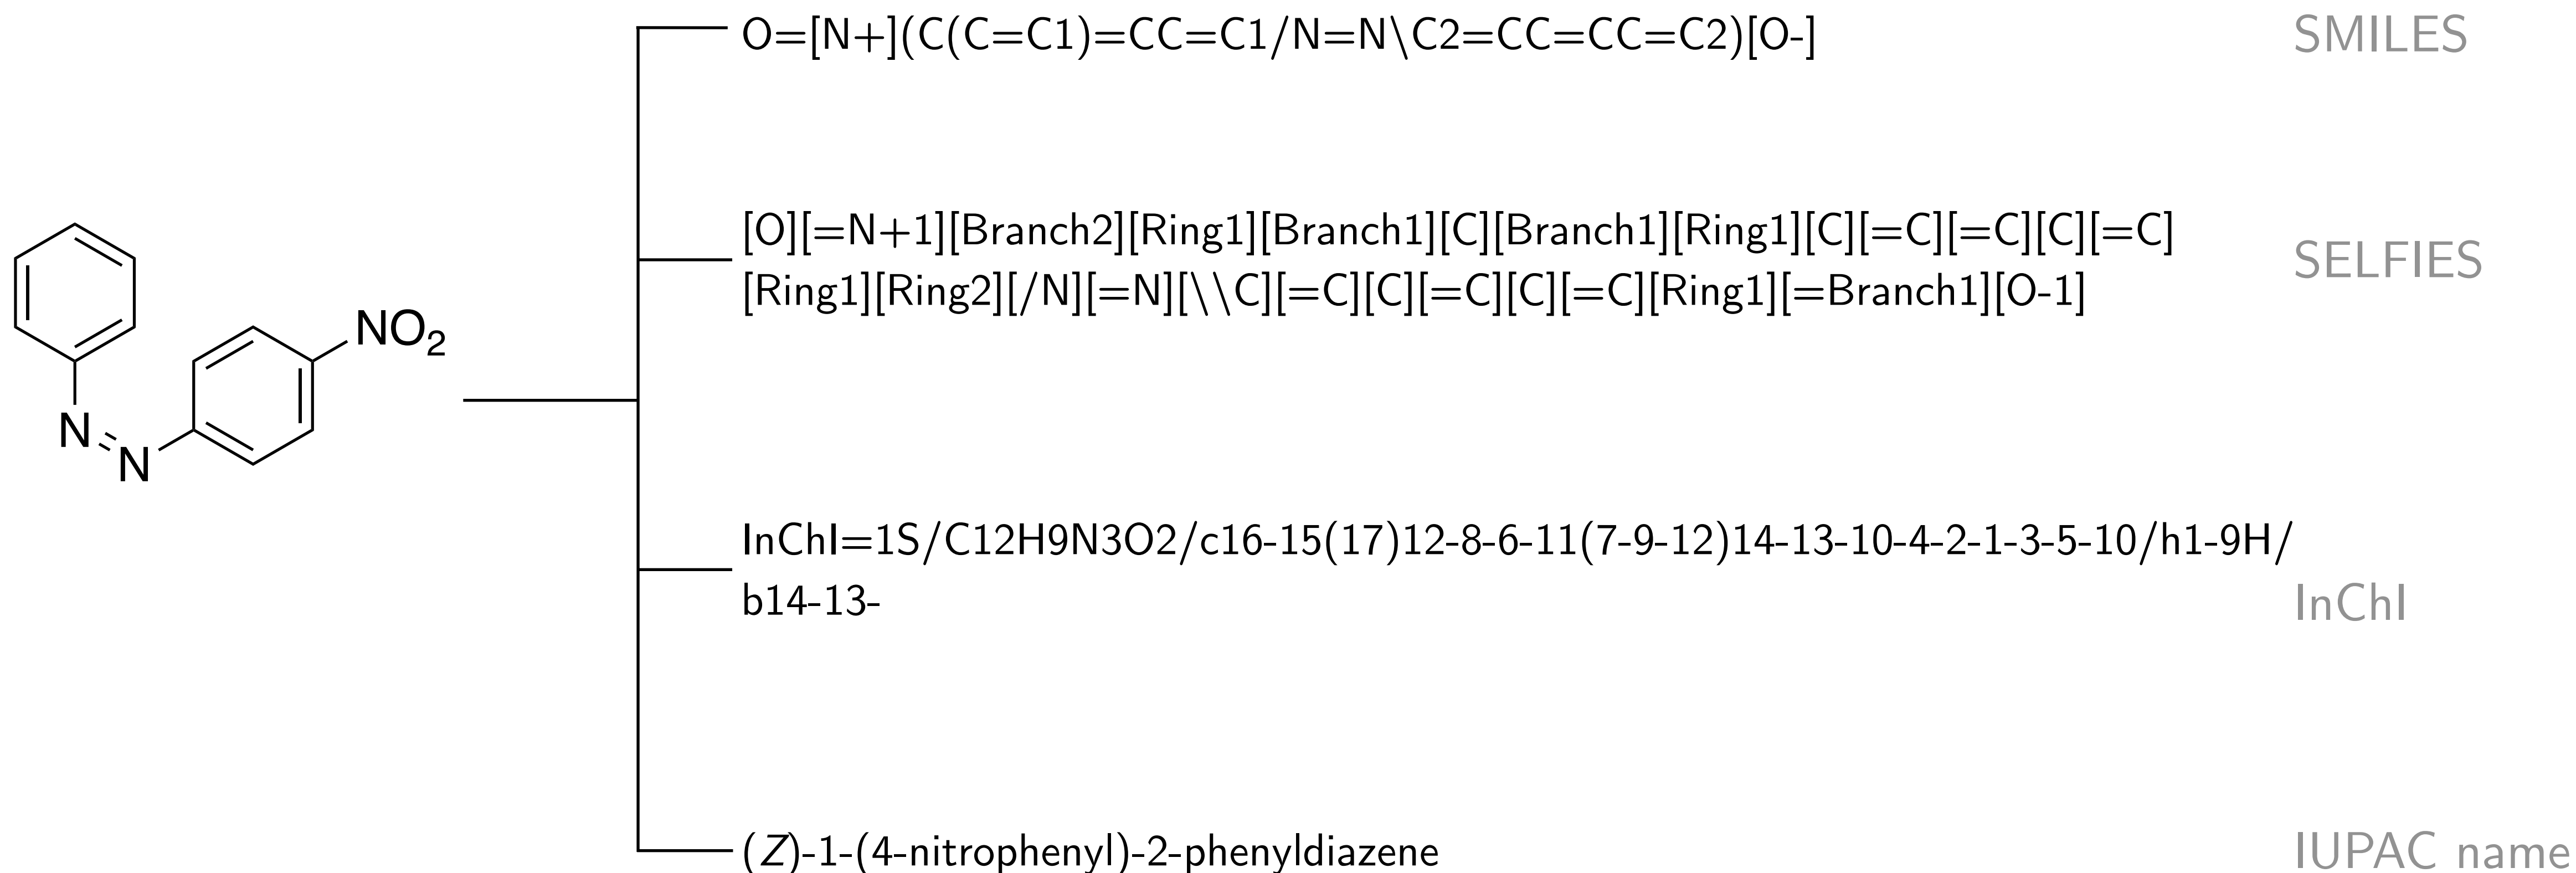 O=[N+](C(C=C1)=CC=C1/N=N\C2=CC=CC=C2)[O-]
SMILES
[O][=N+1][Branch2][Ring1][Branch1][C][Branch1][Ring1][C][=C][=C][C][=C]
[Ring1][Ring2][/N][=N][\\C][=C][C][=C][C][=C][Ring1][=Branch1][O-1]
SELFIES
NO2
N
N
InChI=1S/C12H9N3O2/c16-15(17)12-8-6-11(7-9-12)14-13-10-4-2-1-3-5-10/h1-9H/
b14-13-
InChI
(Z)-1-(4-nitrophenyl)-2-phenyldiazene
IUPAC name